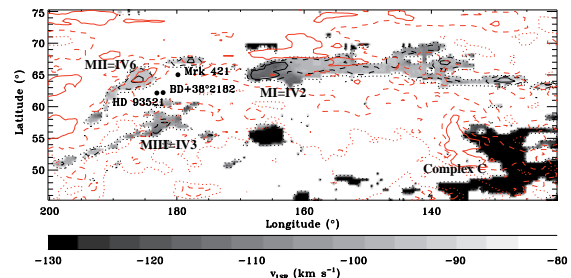 75
70
65
60
55
50
Latitude (°)
MII=IV6
Mrk 421
BD+38°2182
HD 93521
MI=IV2
MIII=IV3
Complex C
200
180
160
140
Longitude (°)
-130
-120
-110
-100
-90
-80
v_LSR (km s⁻¹)